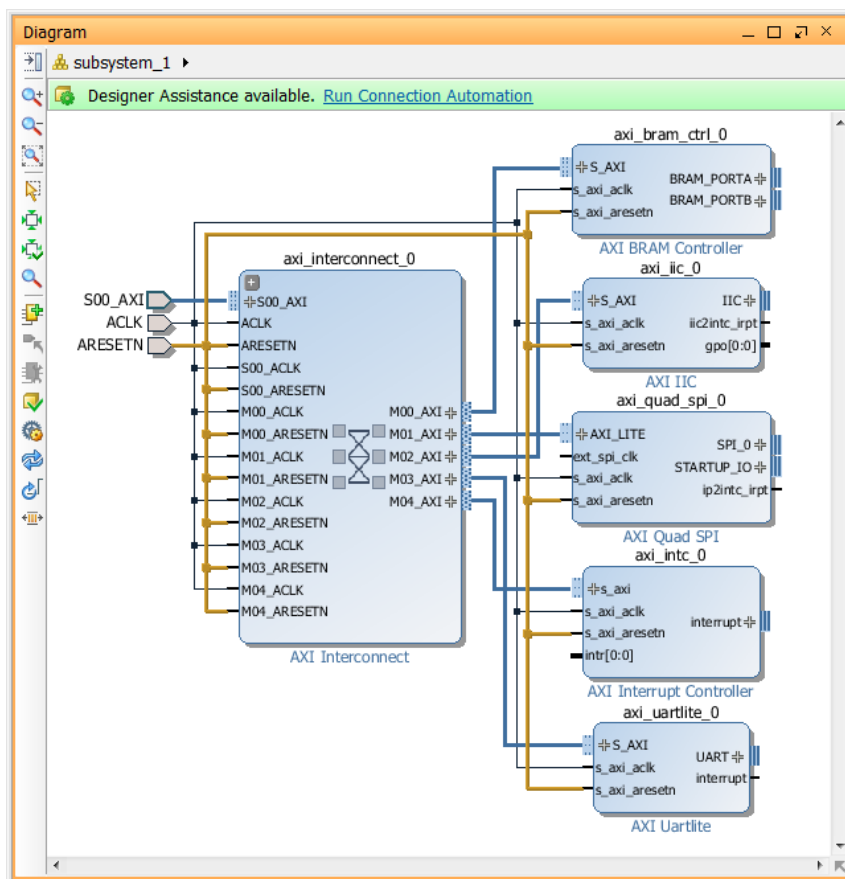 Diagram
subsystem_1
Designer Assistance available. Run Connection Automation
S00_AXI
ACLK
ARESETN
axi_interconnect_0
S00_AXI
ACLK
ARESETN
S00_ACLK
S00_ARESETN
M00_ACLK
M00_ARESETN
M01_ACLK
M01_ARESETN
M02_ACLK
M02_ARESETN
M03_ACLK
M03_ARESETN
M04_ACLK
M04_ARESETN
M00_AXI
M01_AXI
M02_AXI
M03_AXI
M04_AXI
AXI Interconnect
axi_bram_ctrl_0
S_AXI
s_axi_aclk
s_axi_aresetn
BRAM_PORTA
BRAM_PORTB
AXI BRAM Controller
axi_iic_0
S_AXI
s_axi_aclk
s_axi_aresetn
IIC
iic2intc_irpt
gpo[0:0]
AXI IIC
axi_quad_spi_0
AXI_LITE
ext_spi_clk
s_axi_aclk
s_axi_aresetn
SPI_0
STARTUP_IO
ip2intc_irpt
AXI Quad SPI
axi_intc_0
s_axi
s_axi_aclk
s_axi_aresetn
intr[0:0]
interrupt
AXI Interrupt Controller
axi_uartlite_0
S_AXI
s_axi_aclk
s_axi_aresetn
UART
interrupt
AXI Uartlite